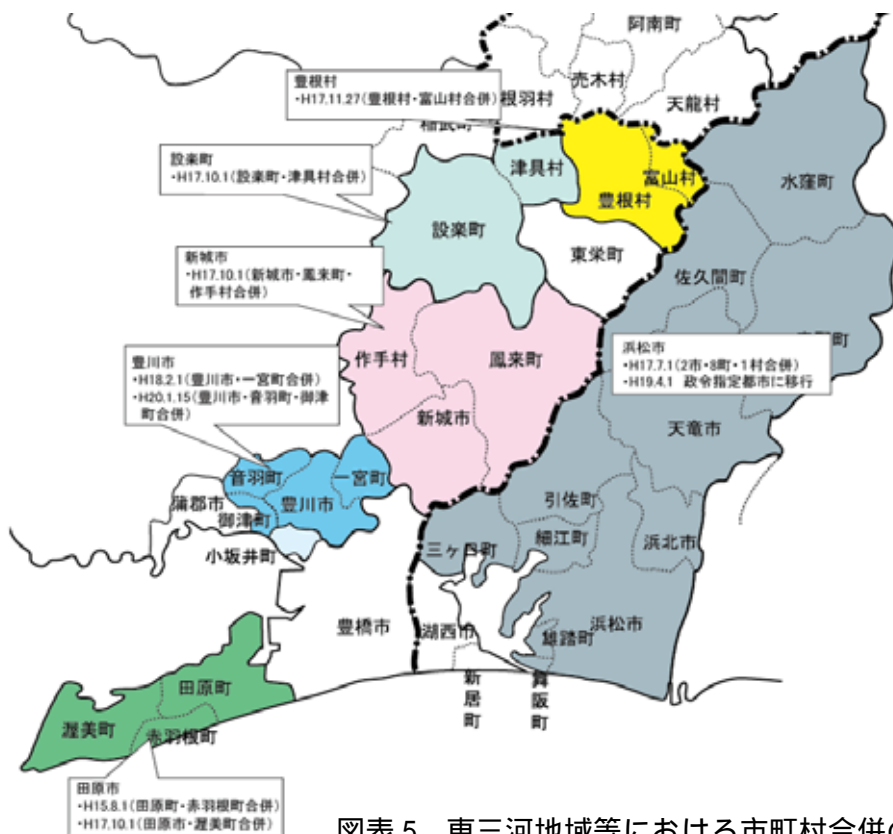 阿南町
売木村
天龍村
根羽村
豊根村
・H17.11.27(豊根村・富山村合併)
津具村
富山村
豊根村
水窪町
設楽町
・H17.10.1(設楽町・津具村合併)
設楽町
東栄町
佐久間町
新城市
・H17.10.1(新城市・鳳来町・
作手村合併)
作手村
鳳来町
新城市
浜松市
・H17.7.1(2市・8町・1村合併)
・H19.4.1 政令指定都市に移行
天竜市
豊川市
・H18.2.1(豊川市・一宮町合併)
・H20.1.15(豊川市・音羽町・御津
町合併)
音羽町
一宮町
豊川市
蒲郡市
御津町
小坂井町
引佐町
細江町
三ヶ日町
浜北市
豊橋市
湖西市
雄踏町
浜松市
新居町
舞阪町
田原町
渥美町
赤羽根町
田原市
・H15.8.1(田原町・赤羽根町合併)
・H17.10.1(田原市・渥美町合併)
図表 5 東三河地域等における市町村合併